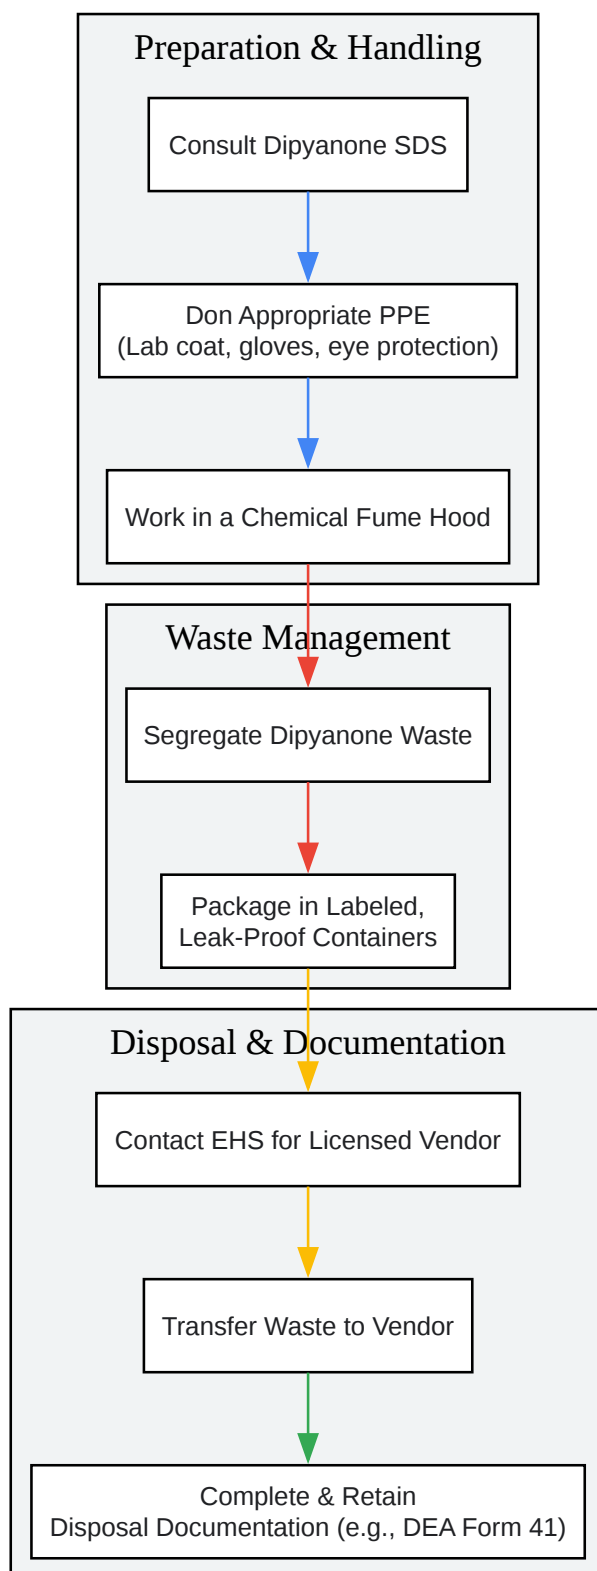 Preparation & Handling
Consult Dipyanone SDS
Don Appropriate PPE
(Lab coat, gloves, eye protection)
Work in a Chemical Fume Hood
Waste Management
Segregate Dipyanone Waste
Package in Labeled,
Leak-Proof Containers
Disposal & Documentation
Contact EHS for Licensed Vendor
Transfer Waste to Vendor
Complete & Retain
Disposal Documentation (e.g., DEA Form 41)